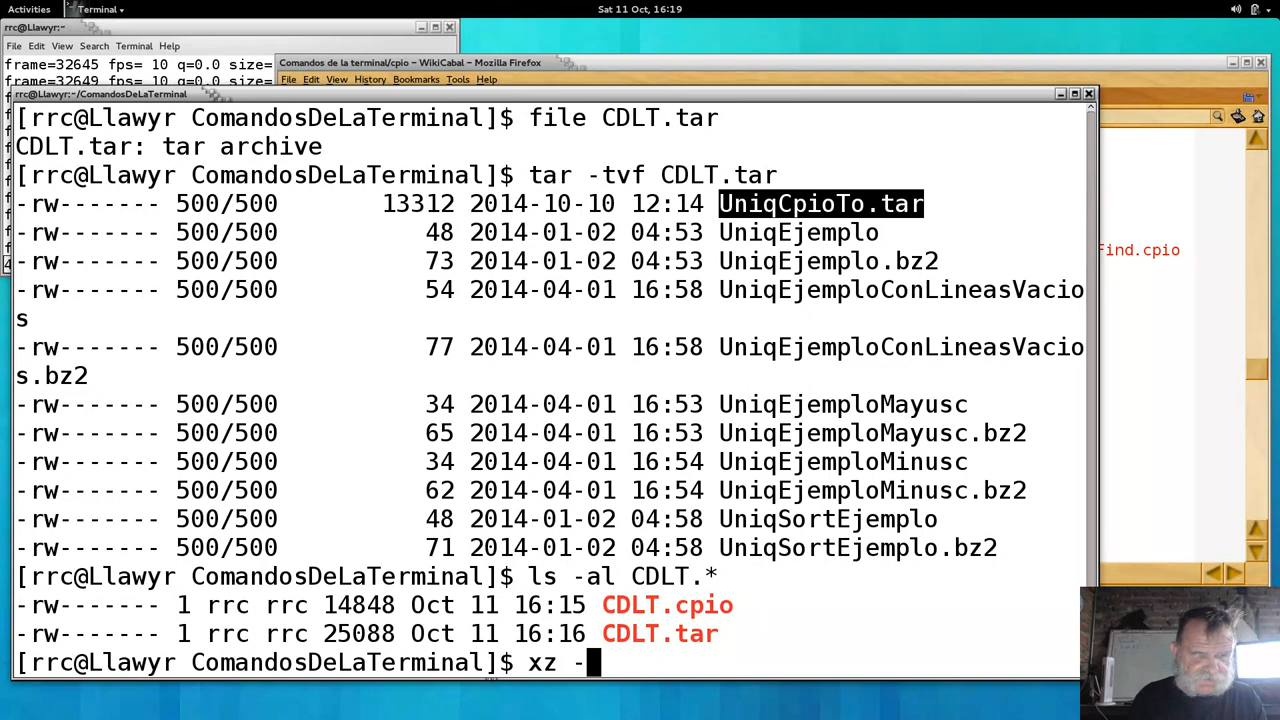 Activities Terminal Sat 11 Oct, 16:19
rrc@Llawyr:~
File Edit View Search Terminal Help
frame=32645 fps= 10 q=0.0 size=
frame=32649 fps= 10 q=0.0 size=
Comandos de la terminal/cpio – WikiCabal – Mozilla Firefox
File Edit View History Bookmarks Tools Help
Find.cpio
rrc@Llawyr:~/ComandosDeLaTerminal
[rrc@Llawyr ComandosDeLaTerminal]$ file CDLT.tar
CDLT.tar: tar archive
[rrc@Llawyr ComandosDeLaTerminal]$ tar -tvf CDLT.tar
-rw------- 500/500 13312 2014-10-10 12:14 UniqCpioTo.tar
-rw------- 500/500 48 2014-01-02 04:53 UniqEjemplo
-rw------- 500/500 73 2014-01-02 04:53 UniqEjemplo.bz2
-rw------- 500/500 54 2014-04-01 16:58 UniqEjemploConLineasVacio
s
-rw------- 500/500 77 2014-04-01 16:58 UniqEjemploConLineasVacio
s.bz2
-rw------- 500/500 34 2014-04-01 16:53 UniqEjemploMayusc
-rw------- 500/500 65 2014-04-01 16:53 UniqEjemploMayusc.bz2
-rw------- 500/500 34 2014-04-01 16:54 UniqEjemploMinusc
-rw------- 500/500 62 2014-04-01 16:54 UniqEjemploMinusc.bz2
-rw------- 500/500 48 2014-01-02 04:58 UniqSortEjemplo
-rw------- 500/500 71 2014-01-02 04:58 UniqSortEjemplo.bz2
[rrc@Llawyr ComandosDeLaTerminal]$ ls -al CDLT.*
-rw------- 1 rrc rrc 14848 Oct 11 16:15 CDLT.cpio
-rw------- 1 rrc rrc 25088 Oct 11 16:16 CDLT.tar
[rrc@Llawyr ComandosDeLaTerminal]$ xz -